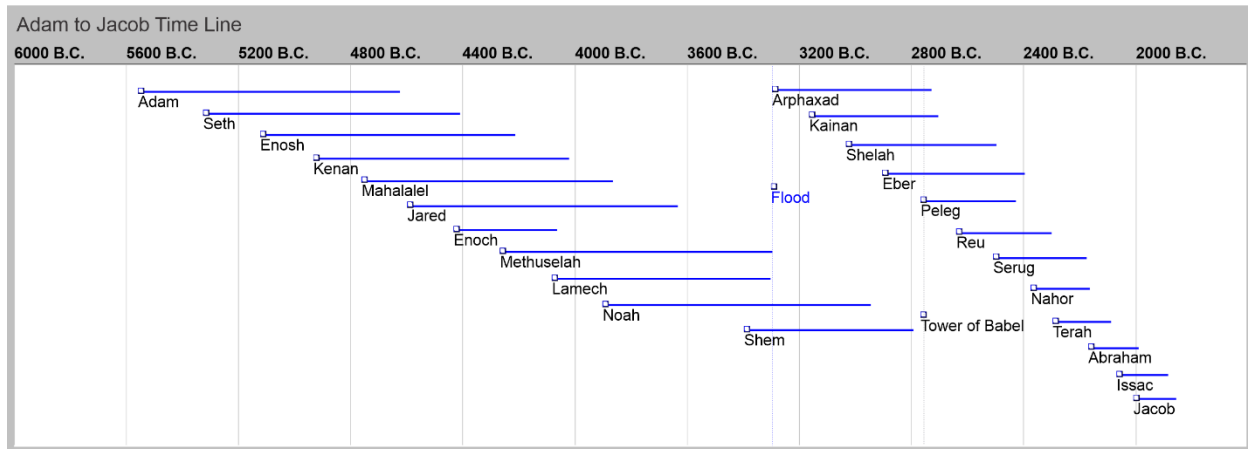 Adam to Jacob Time Line
6000 B.C. 5600 B.C. 5200 B.C. 4800 B.C. 4400 B.C. 4000 B.C. 3600 B.C. 3200 B.C. 2800 B.C. 2400 B.C. 2000 B.C.
Adam
Seth
Enosh
Kenan
Mahalalel
Jared
Enoch
Methuselah
Lamech
Noah
Shem
Arphaxad
Kainan
Shelah
Eber
Flood
Peleg
Reu
Serug
Nahor
Tower of Babel
Terah
Abraham
Issac
Jacob